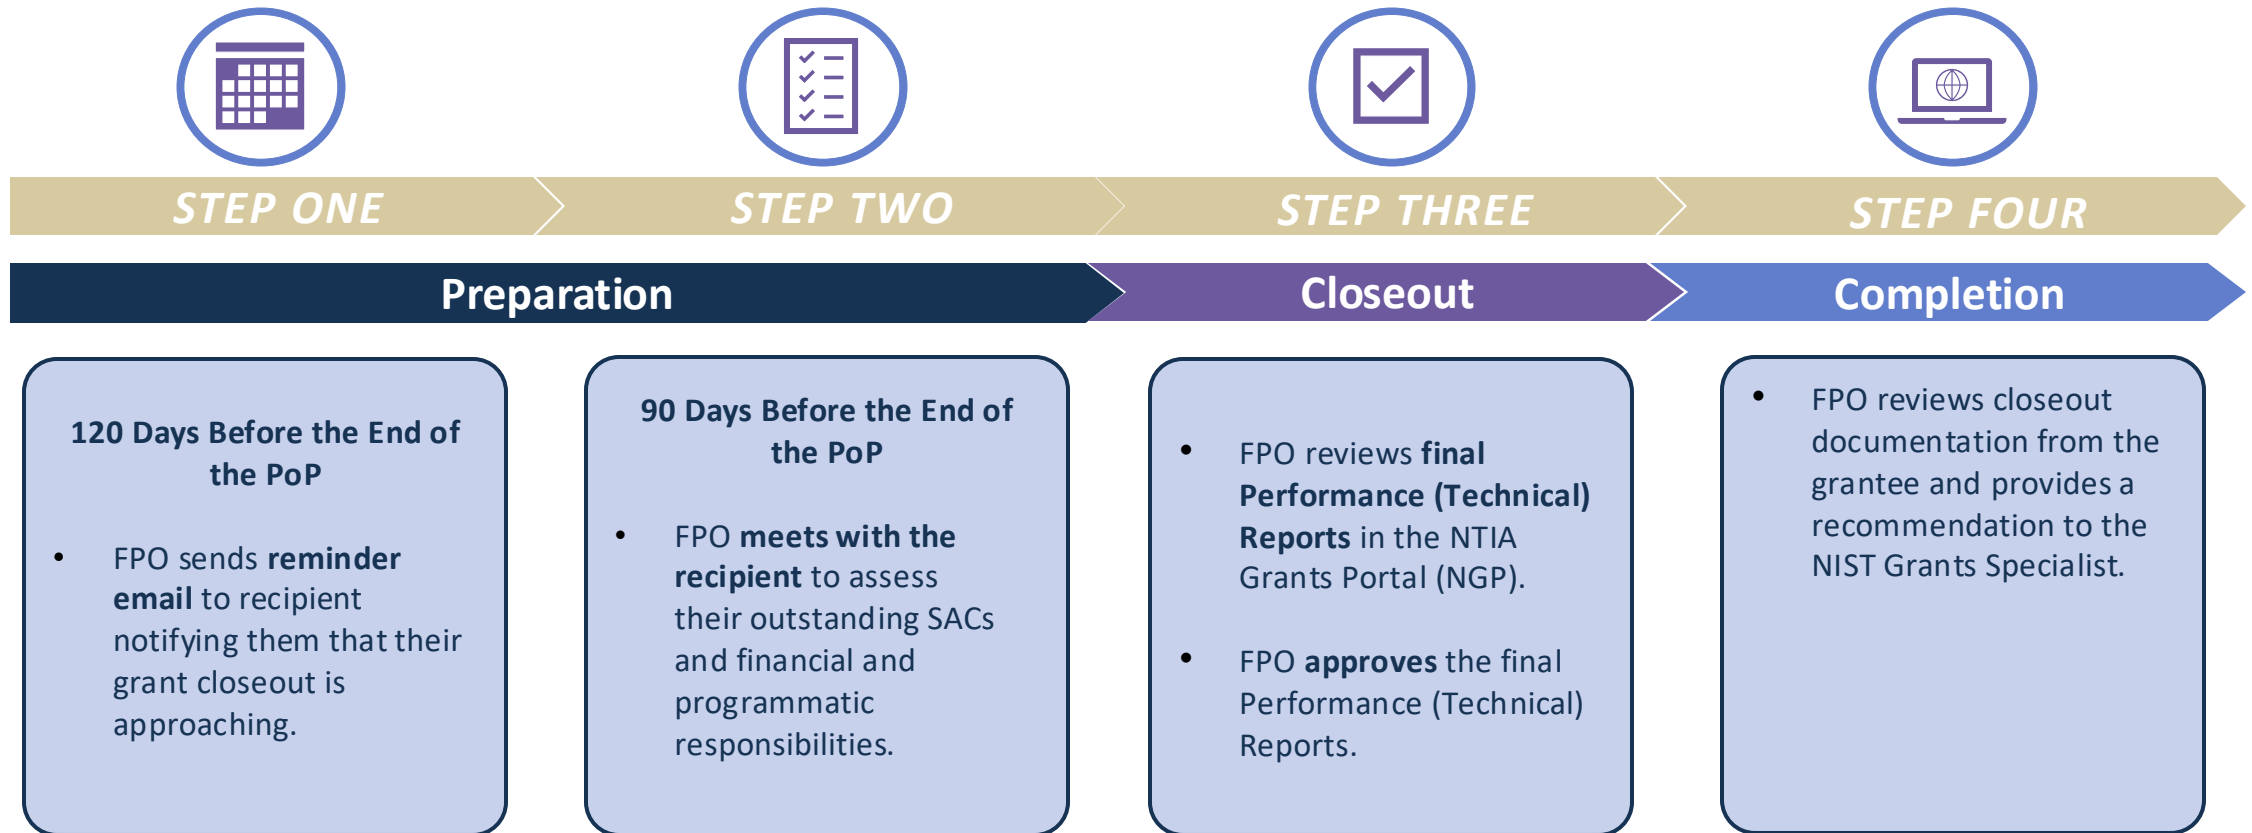 STEP ONE
STEP TWO
STEP THREE
STEP FOUR
Preparation
Closeout
Completion
120 Days Before the End of
the PoP
• FPO sends reminder
email to recipient
notifying them that their
grant closeout is
approaching.
90 Days Before the End of
the PoP
• FPO meets with the
recipient to assess
their outstanding SACs
and financial and
programmatic
responsibilities.
• FPO reviews final
Performance (Technical)
Reports in the NTIA
Grants Portal (NGP).
• FPO approves the final
Performance (Technical)
Reports.
• FPO reviews closeout
documentation from the
grantee and provides a
recommendation to the
NIST Grants Specialist.